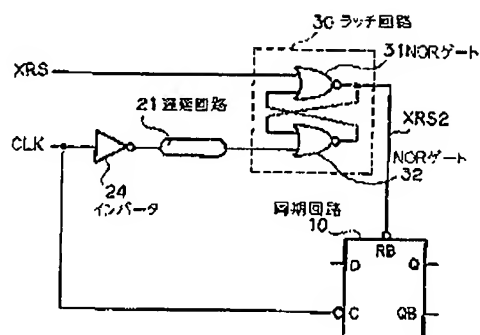 30 ラッチ回路
31 NORゲート
XRS
21 遅延回路
XRS2
CLK
NORゲート
32
24
インバータ
同期回路
10
RB
D
Q
C
QB